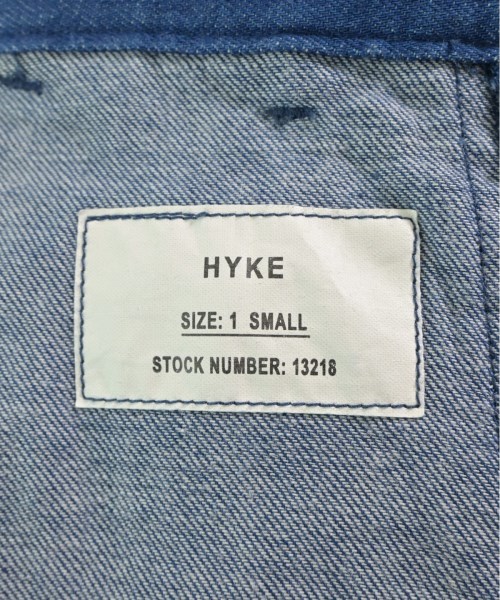 HYKE
SIZE: 1 SMALL
STOCK NUMBER: 13218